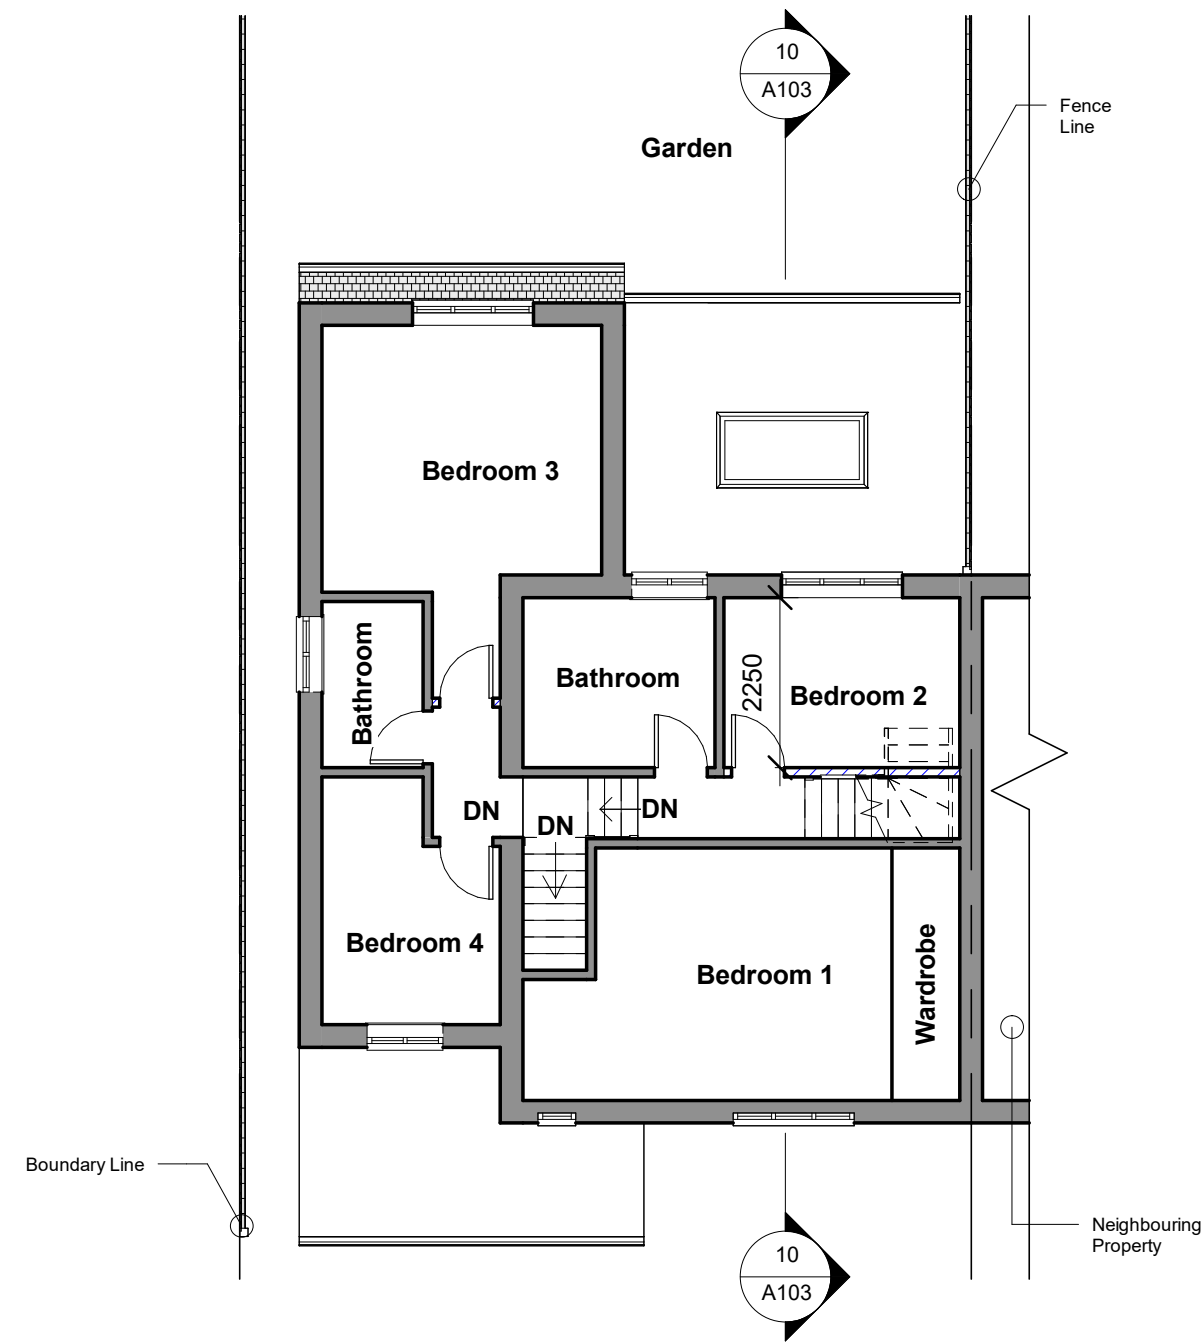 10
A103
Fence
Line
Garden
Bedroom 3
Bathroom
Bathroom
2250
Bedroom 2
DN
DN
DN
Bedroom 4
Bedroom 1
Wardrobe
Boundary Line
Neighbouring
Property
10
A103